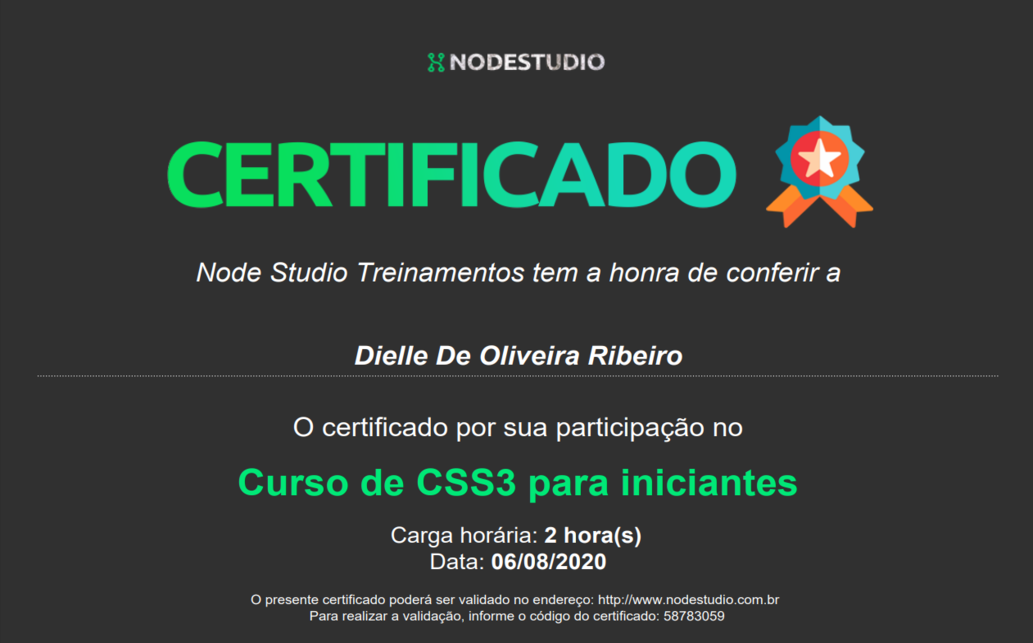 NODESTUDIO
CERTIFICADO
Node Studio Treinamentos tem a honra de conferir a
Dielle De Oliveira Ribeiro
O certificado por sua participação no
Curso de CSS3 para iniciantes
Carga horária: 2 hora(s)
Data: 06/08/2020
O presente certificado poderá ser validado no endereço: http://www.nodestudio.com.br
Para realizar a validação, informe o código do certificado: 58783059